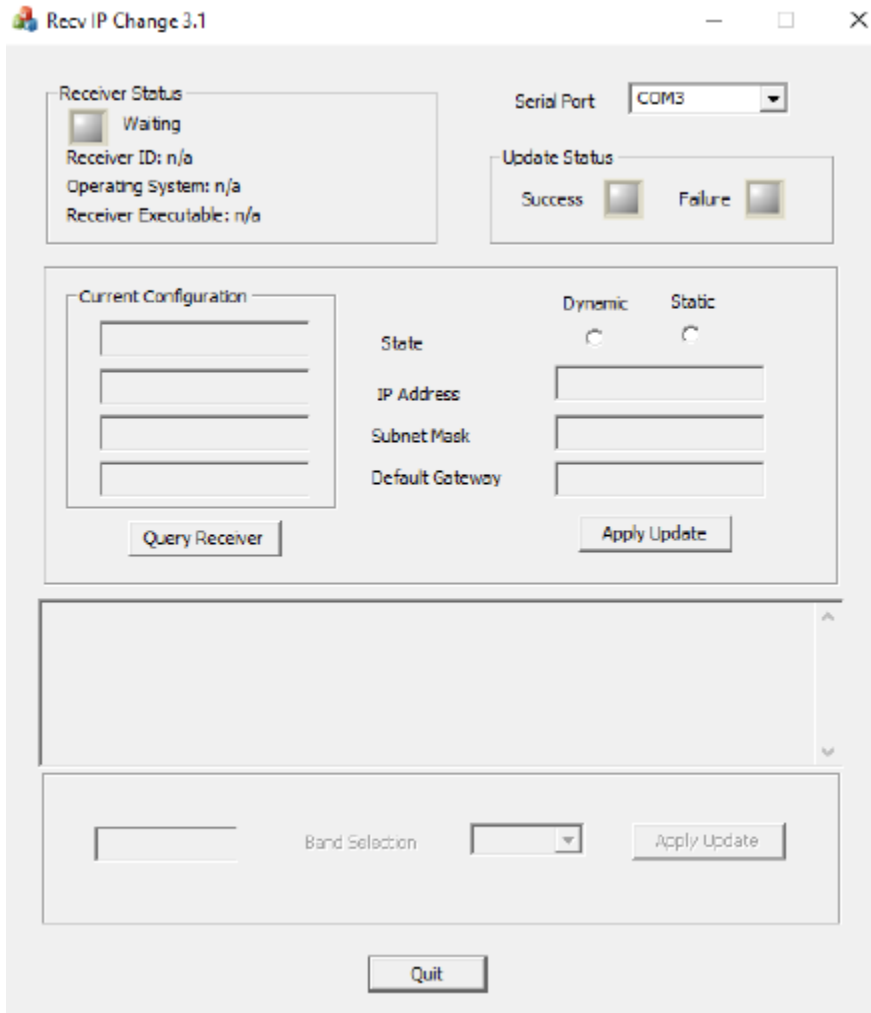 Recv IP Change 3.1
Receiver Status
Waiting
Receiver ID: n/a
Operating System: n/a
Receiver Executable: n/a
Serial Port COM3
Update Status
Success Failure
Current Configuration
Dynamic Static
State
IP Address
Subnet Mask
Default Gateway
Query Receiver
Apply Update
Band Selection
Apply Update
Quit